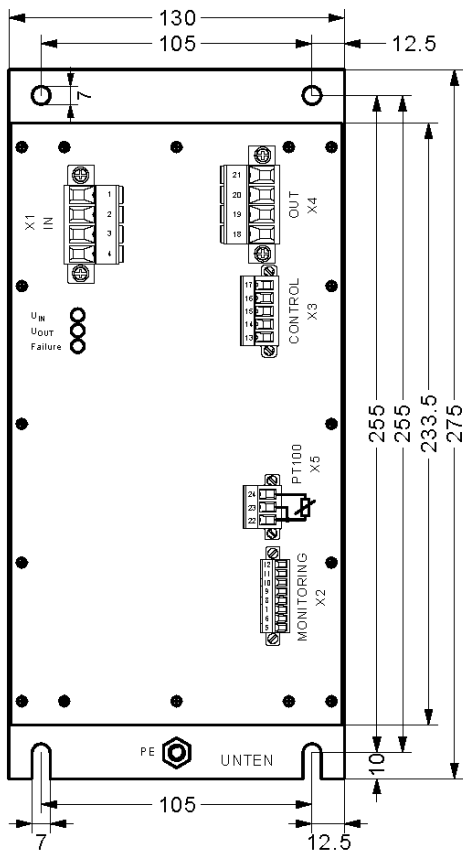 130
105
12.5
7
21
20
19
18
OUT
X4
1
2
3
4
X1
IN
17
16
15
14
13
CONTROL
X3
UIN
UOUT
Failure
255
255
233.5
275
24
23
22
PT100
X5
12
11
10
9
8
7
6
5
MONITORING
X2
PE
UNTEN
10
105
7
12.5